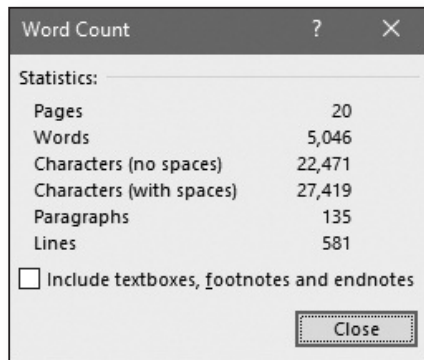 Word Count ? ×
Statistics:
Pages 20
Words 5,046
Characters (no spaces) 22,471
Characters (with spaces) 27,419
Paragraphs 135
Lines 581
Include textboxes, footnotes and endnotes
Close